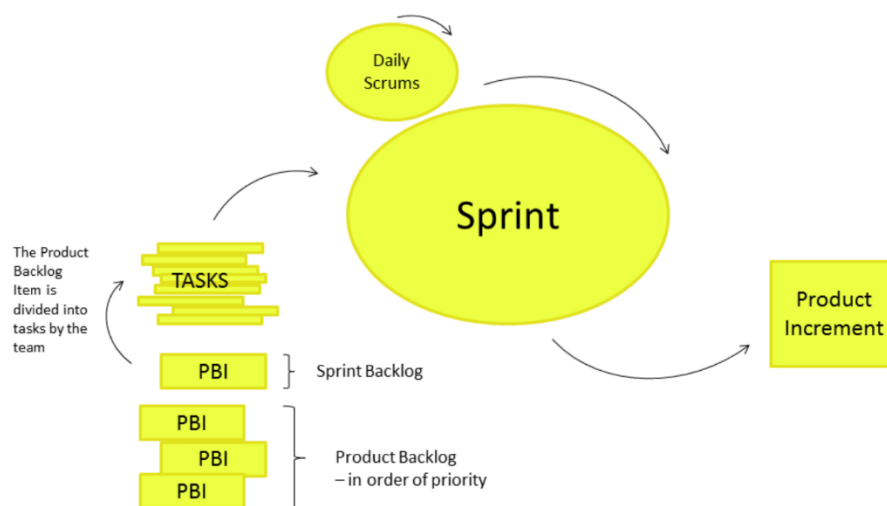 Daily
Scrums
Sprint
The Product
Backlog
Item is
divided into
tasks by the
team
TASKS
Product
Increment
PBI
Sprint Backlog
PBI
PBI
PBI
Product Backlog
– in order of priority